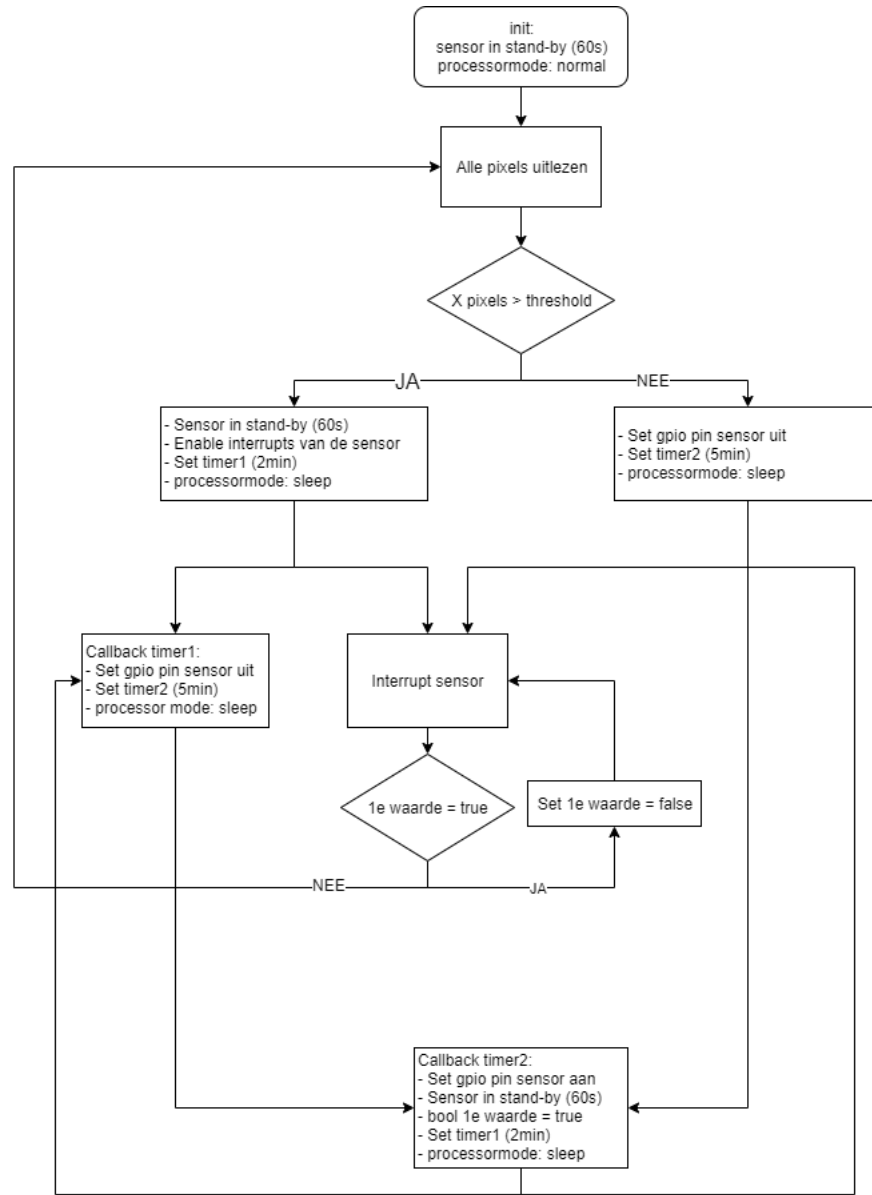 init:
sensor in stand-by (60s)
processormode: normal
Alle pixels uitlezen
X pixels > threshold
JA
NEE
- Sensor in stand-by (60s)
- Enable interrupts van de sensor
- Set timer1 (2min)
- processormode: sleep
- Set gpio pin sensor uit
- Set timer2 (5min)
- processormode: sleep
Callback timer1:
- Set gpio pin sensor uit
- Set timer2 (5min)
- processor mode: sleep
Interrupt sensor
1e waarde = true
Set 1e waarde = false
NEE
JA
Callback timer2:
- Set gpio pin sensor aan
- Sensor in stand-by (60s)
- bool 1e waarde = true
- Set timer1 (2min)
- processormode: sleep